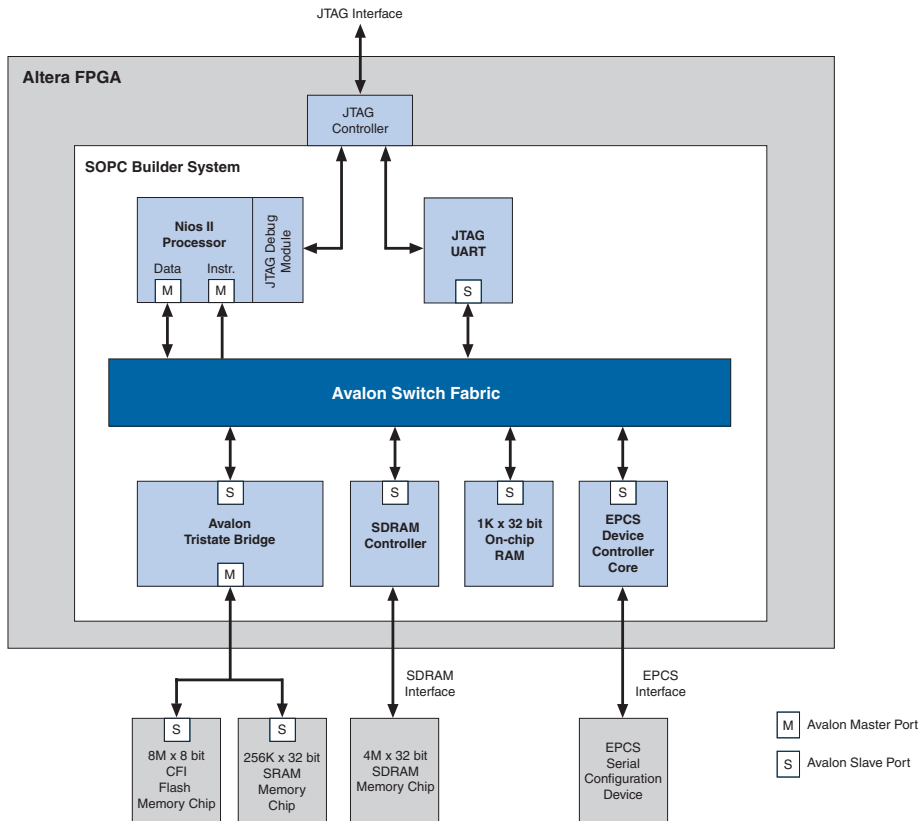 JTAG Interface
Altera FPGA
JTAG
Controller
SOPC Builder System
Nios II
Processor
Data
Instr.
M
M
JTAG Debug
Module
JTAG
UART
S
Avalon Switch Fabric
S
Avalon
Tristate Bridge
M
S
SDRAM
Controller
S
1K x 32 bit
On-chip
RAM
S
EPCS
Device
Controller
Core
SDRAM
Interface
EPCS
Interface
S
8M x 8 bit
CFI
Flash
Memory Chip
S
256K x 32 bit
SRAM
Memory
Chip
4M x 32 bit
SDRAM
Memory Chip
EPCS
Serial
Configuration
Device
M Avalon Master Port
S Avalon Slave Port